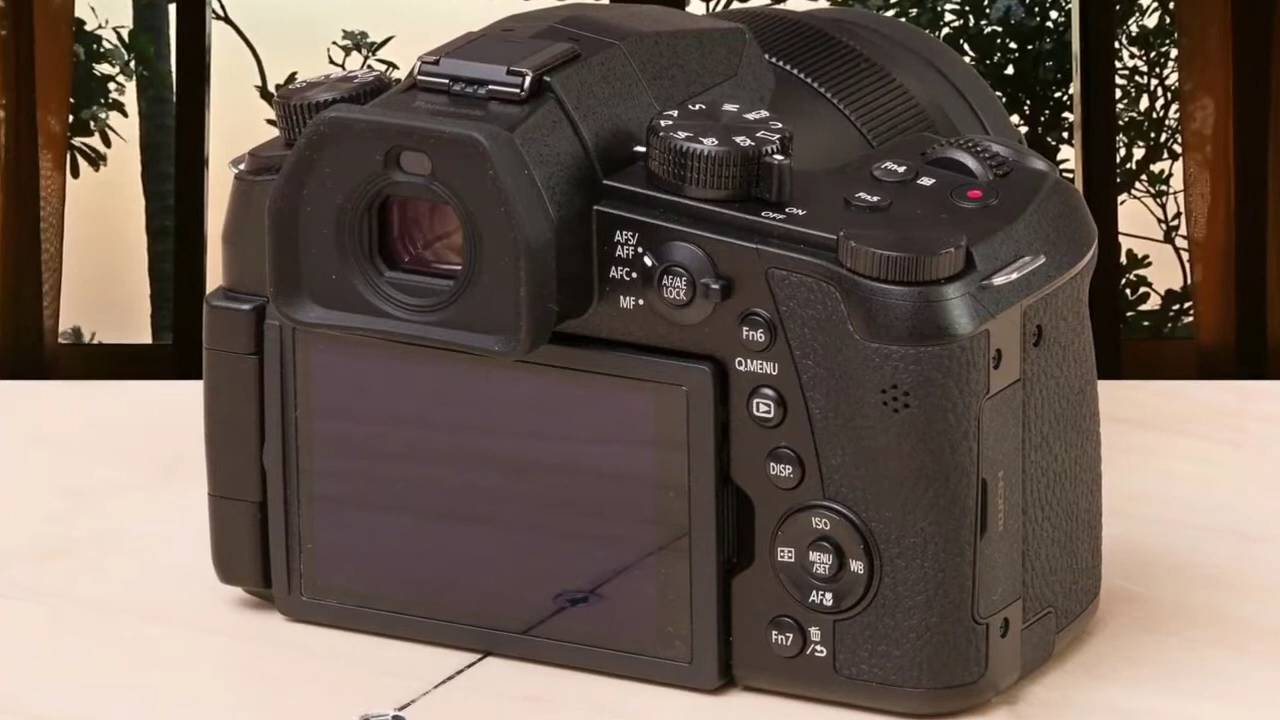 Fn4
Fn5
ON
OFF
AFS/
AFF
AFC
MF
AF/AE
LOCK
Fn6
Q.MENU
DISP.
ISO
MENU
/SET
WB
AF
Fn7